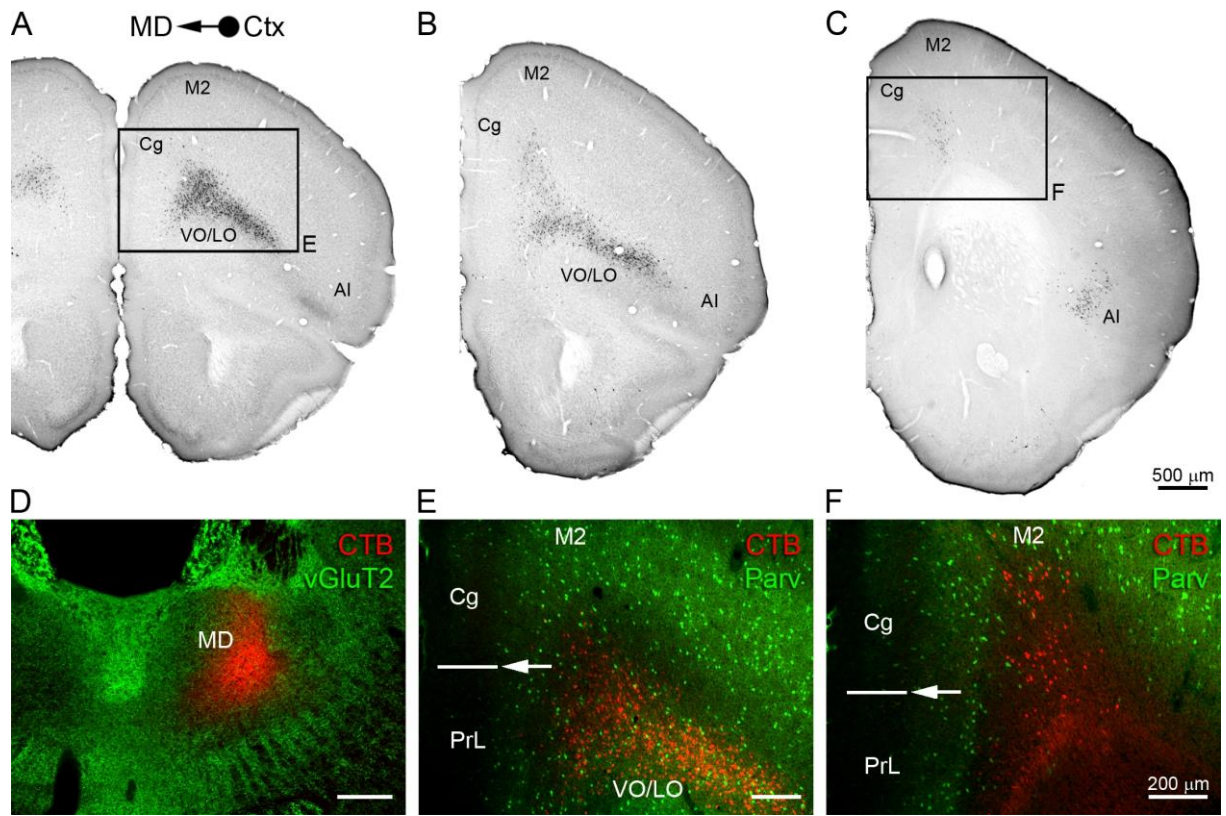 A
MD Ctx
M2
Cg
VO/LO
E
AI
B
M2
Cg
VO/LO
AI
C
M2
Cg
F
AI
500 μm
D
CTB
vGluT2
MD
E
M2
CTB
Parv
Cg
PrL
VO/LO
F
M2
CTB
Parv
Cg
PrL
200 μm